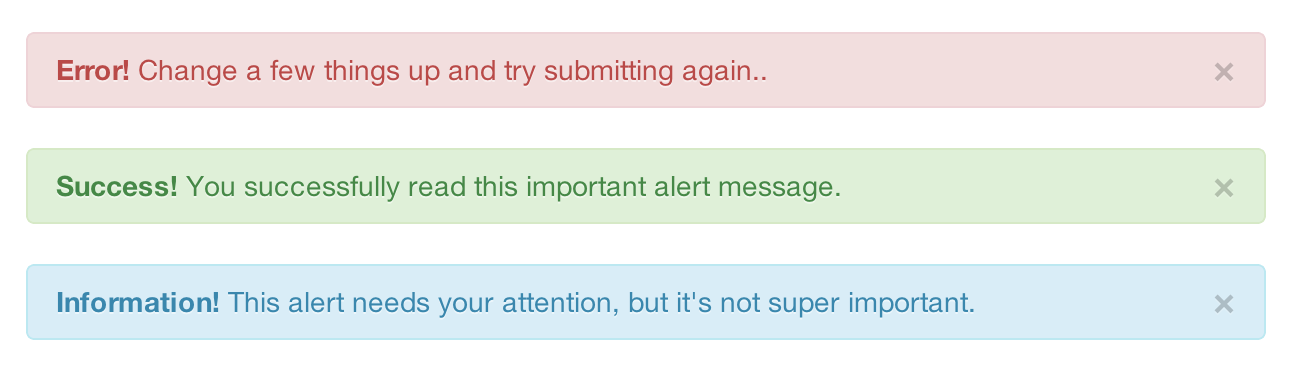 Error! Change a few things up and try submitting again.. ×
Success! You successfully read this important alert message. ×
Information! This alert needs your attention, but it's not super important. ×